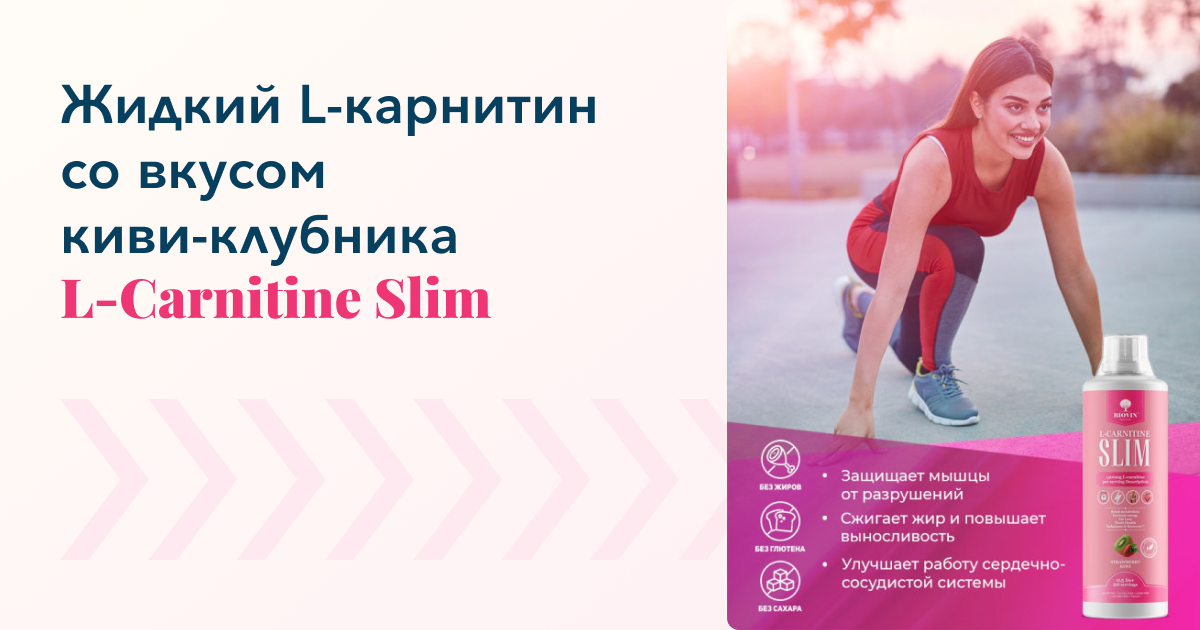 Жидкий L-карнитин
со вкусом
киви-клубника
L-Carnitine Slim
БЕЗ ЖИРОВ
БЕЗ ГЛЮТЕНА
БЕЗ САХАРА
• Защищает мышцы
от разрушений
• Сжигает жир и повышает
выносливость
• Улучшает работу сердечно-
сосудистой системы
BIOVIN
L-CARNITINE
SLIM